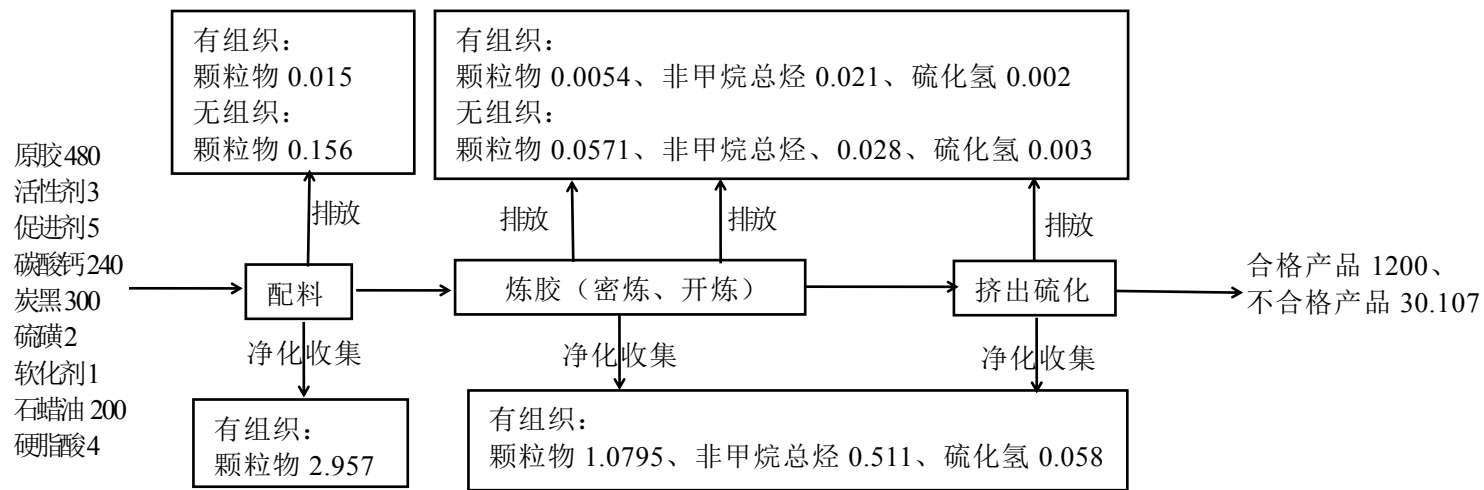 有组织：
颗粒物 0.015
无组织：
颗粒物 0.156
有组织：
颗粒物 0.0054、非甲烷总烃 0.021、硫化氢 0.002
无组织：
颗粒物 0.0571、非甲烷总烃、0.028、硫化氢 0.003
原胶480
活性剂3
促进剂5
碳酸钙240
炭黑300
硫磺2
软化剂1
石蜡油200
硬脂酸4
排放
排放
排放
排放
配料
炼胶（密炼、开炼）
挤出硫化
合格产品 1200、
不合格产品 30.107
净化收集
净化收集
净化收集
有组织：
颗粒物 2.957
有组织：
颗粒物 1.0795、非甲烷总烃 0.511、硫化氢 0.058